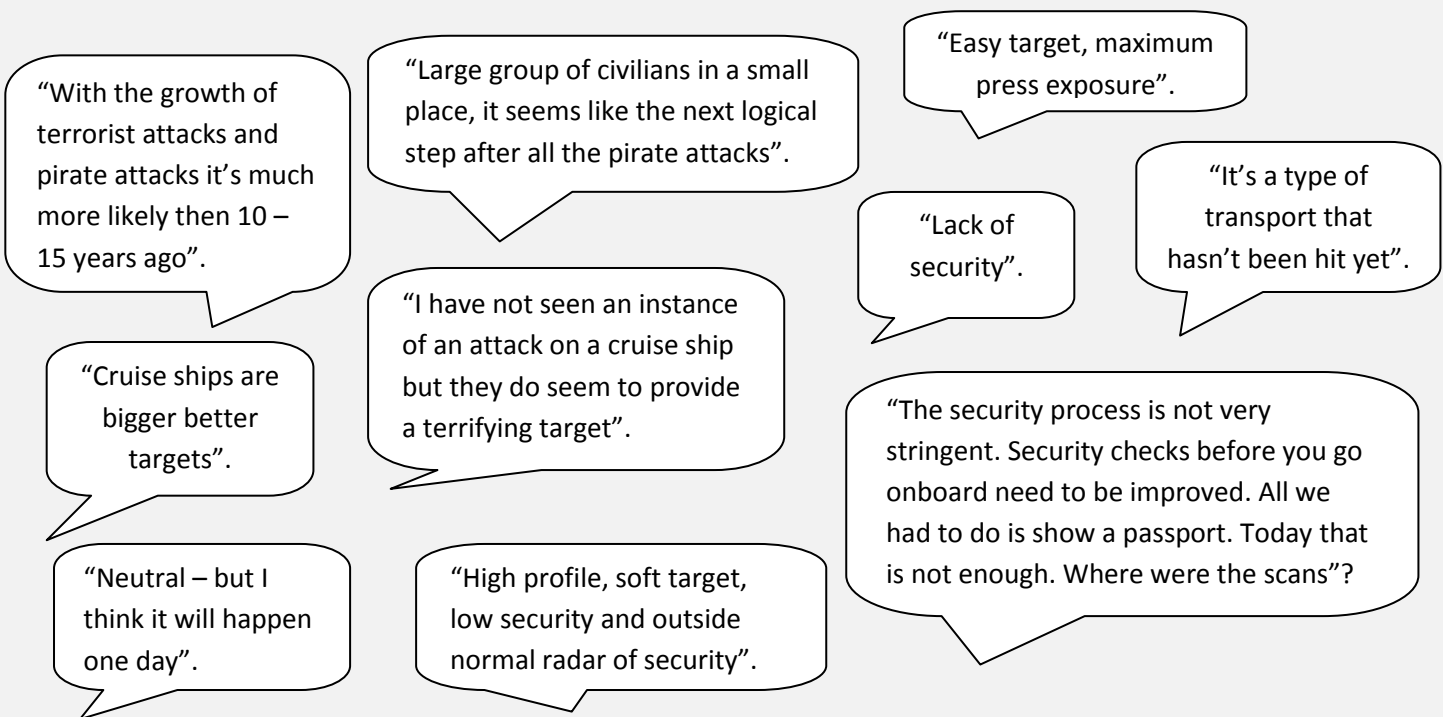 “With the growth of
terrorist attacks and
pirate attacks it’s much
more likely then 10 –
15 years ago”.
“Large group of civilians in a small
place, it seems like the next logical
step after all the pirate attacks”.
“Easy target, maximum
press exposure”.
“Lack of
security”.
“It’s a type of
transport that
hasn’t been hit yet”.
“Cruise ships are
bigger better
targets”.
“I have not seen an instance
of an attack on a cruise ship
but they do seem to provide
a terrifying target”.
“The security process is not very
stringent. Security checks before you go
onboard need to be improved. All we
had to do is show a passport. Today that
is not enough. Where were the scans”?
“Neutral – but I
think it will happen
one day”.
“High profile, soft target,
low security and outside
normal radar of security”.